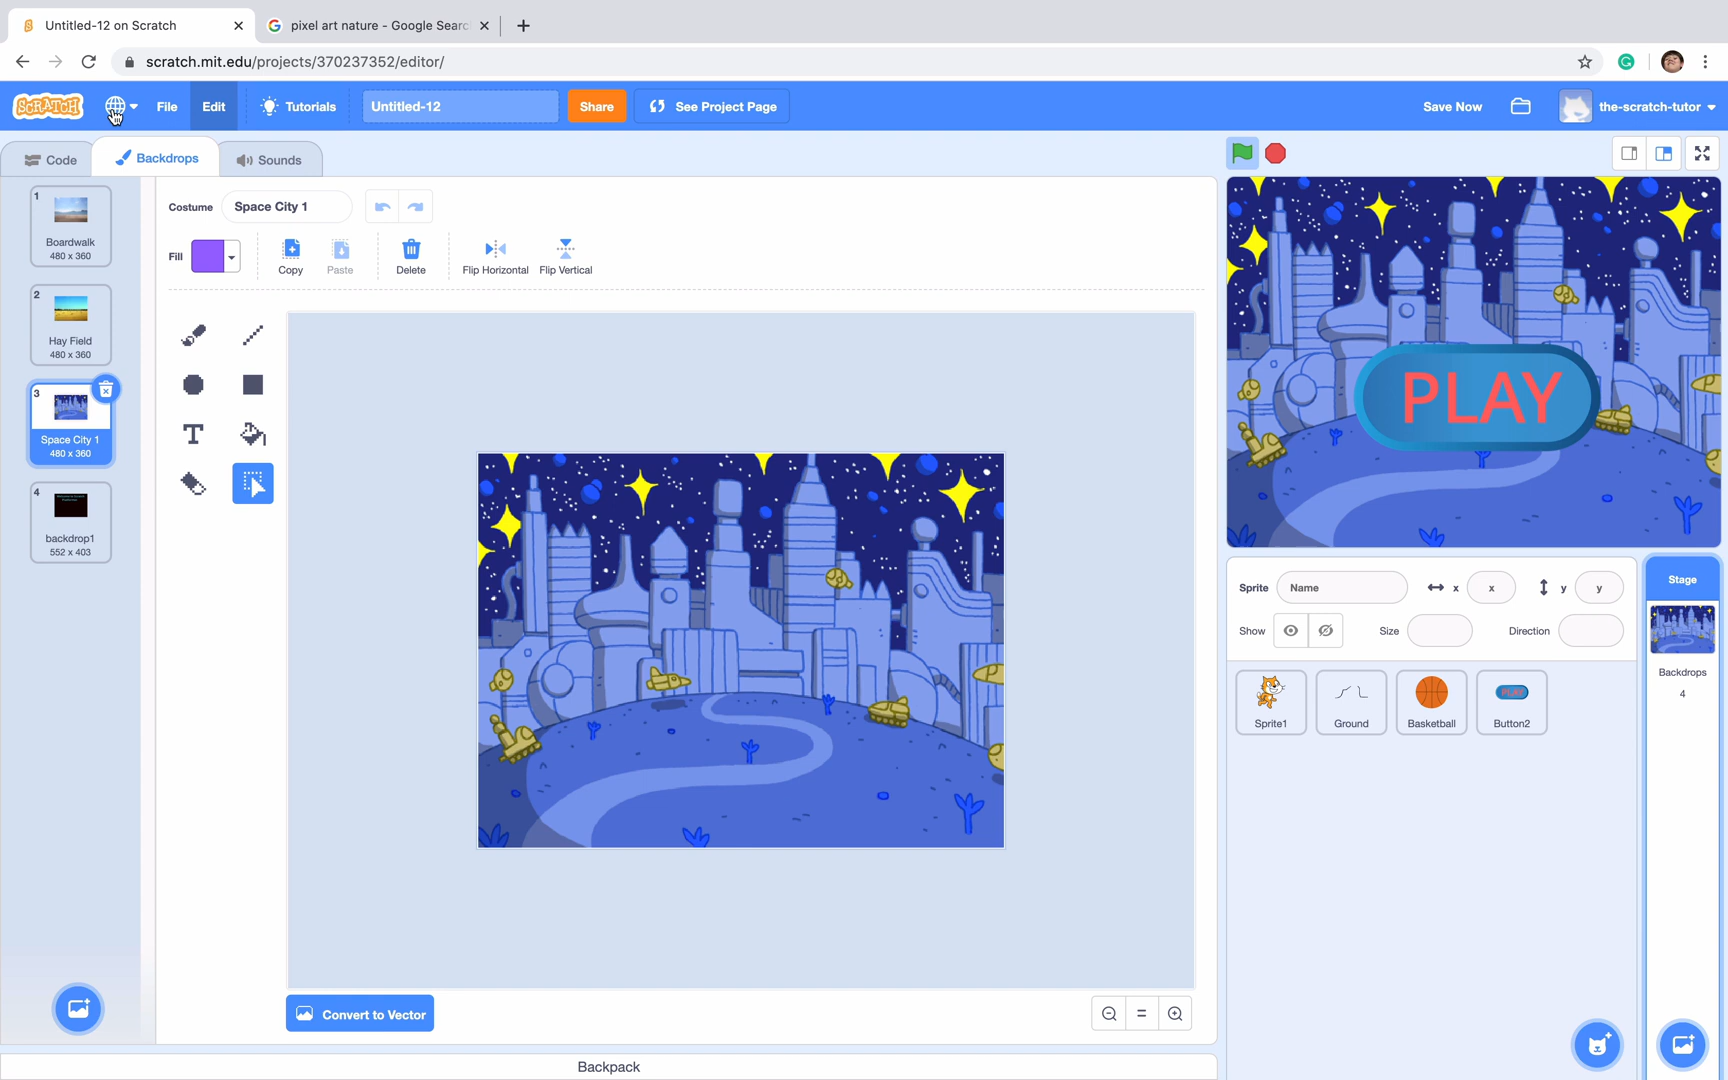 Untitled-12 on Scratch
pixel art nature - Google Searc
scratch.mit.edu/projects/370237352/editor/
SCRATCH
File
Edit
Tutorials
Untitled-12
Share
See Project Page
Save Now
the-scratch-tutor
Code
Backdrops
Sounds
1
Boardwalk
480 x 360
2
Hay Field
480 x 360
3
Space City 1
480 x 360
4
backdrop1
552 x 403
Costume
Space City 1
Fill
Copy
Paste
Delete
Flip Horizontal
Flip Vertical
T
Convert to Vector
Backpack
PLAY
Sprite
Name
x
x
y
y
Show
Size
Direction
Sprite1
Ground
Basketball
PLAY
Button2
Stage
Backdrops
4